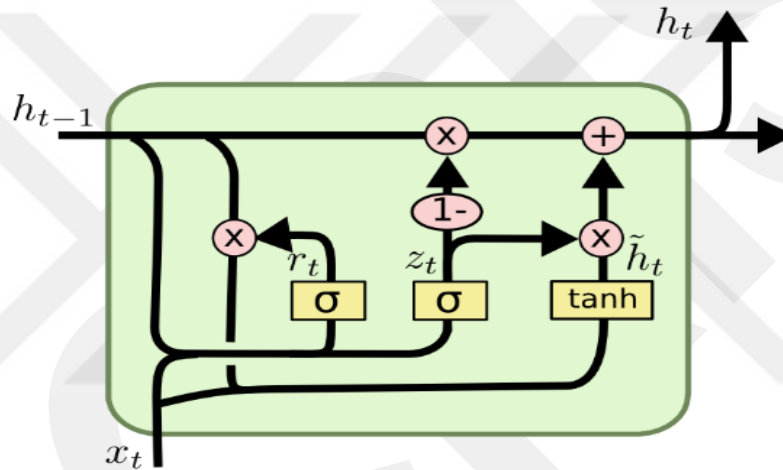 h_t
h_{t-1}
x +
1-
x r_t z_t x h̃_t
σ σ tanh
x_t